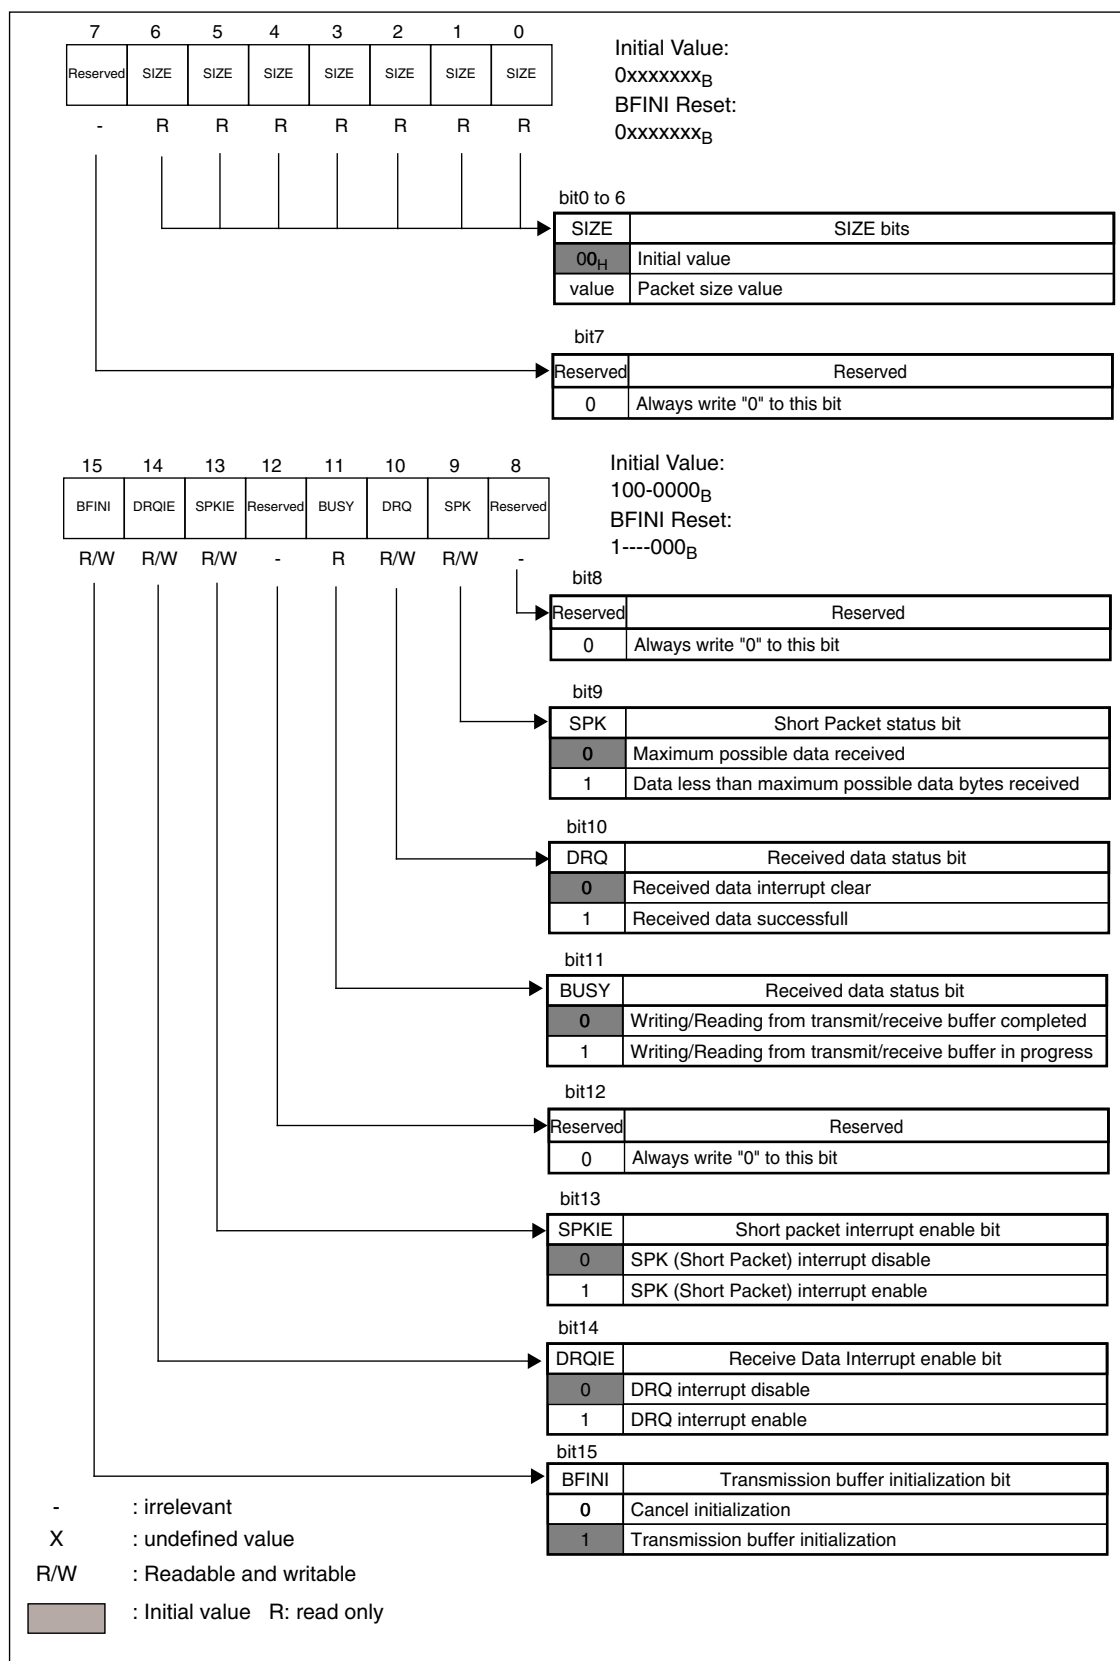 7 6 5 4 3 2 1 0
Reserved SIZE SIZE SIZE SIZE SIZE SIZE SIZE
- R R R R R R R
Initial Value:
0xxxxxxxB
BFINI Reset:
0xxxxxxxB
bit0 to 6
SIZE SIZE bits
00H Initial value
value Packet size value
bit7
Reserved Reserved
0 Always write "0" to this bit
15 14 13 12 11 10 9 8
BFINI DRQIE SPKIE Reserved BUSY DRQ SPK Reserved
R/W R/W R/W - R R/W R/W -
Initial Value:
100-0000B
BFINI Reset:
1----000B
bit8
Reserved Reserved
0 Always write "0" to this bit
bit9
SPK Short Packet status bit
0 Maximum possible data received
1 Data less than maximum possible data bytes received
bit10
DRQ Received data status bit
0 Received data interrupt clear
1 Received data successfull
bit11
BUSY Received data status bit
0 Writing/Reading from transmit/receive buffer completed
1 Writing/Reading from transmit/receive buffer in progress
bit12
Reserved Reserved
0 Always write "0" to this bit
bit13
SPKIE Short packet interrupt enable bit
0 SPK (Short Packet) interrupt disable
1 SPK (Short Packet) interrupt enable
bit14
DRQIE Receive Data Interrupt enable bit
0 DRQ interrupt disable
1 DRQ interrupt enable
bit15
BFINI Transmission buffer initialization bit
0 Cancel initialization
1 Transmission buffer initialization
- : irrelevant
X : undefined value
R/W : Readable and writable
: Initial value R: read only